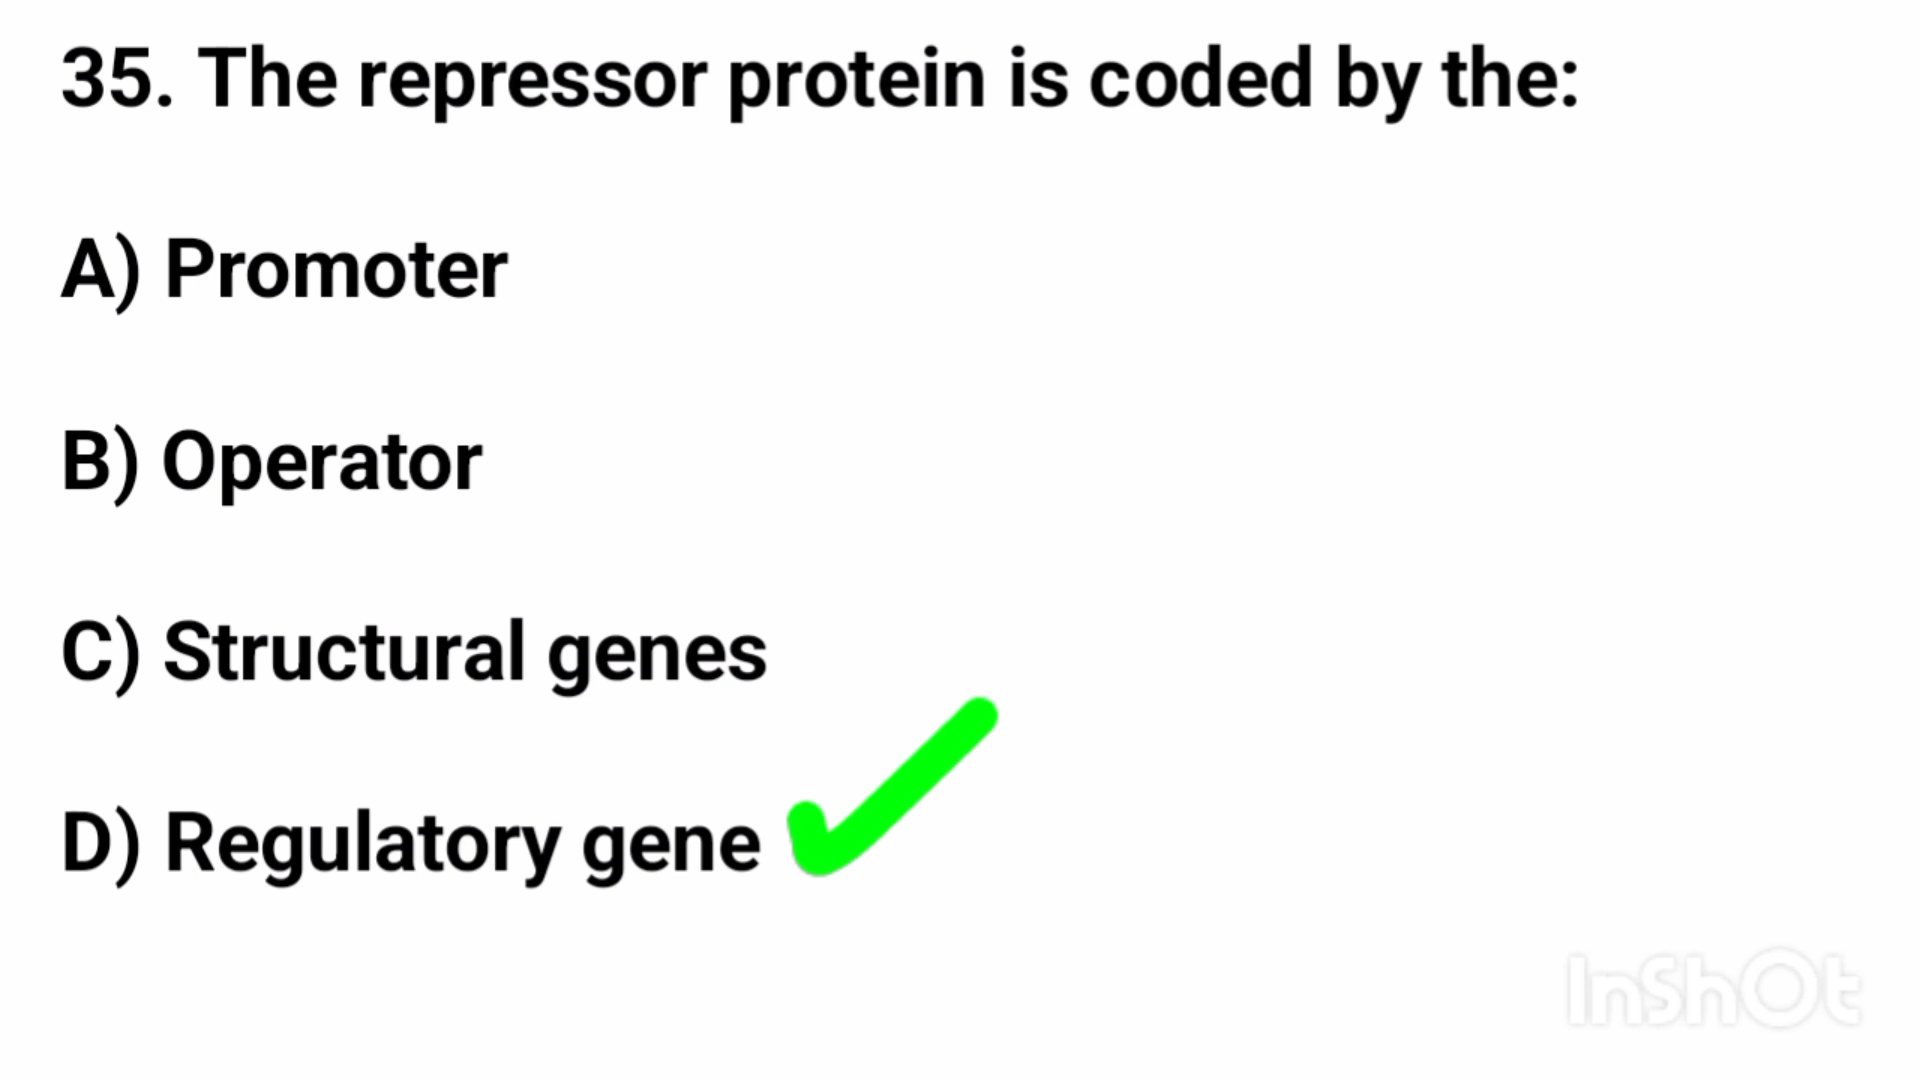 35. The repressor protein is coded by the:
A) Promoter
B) Operator
C) Structural genes
D) Regulatory gene
InShOt